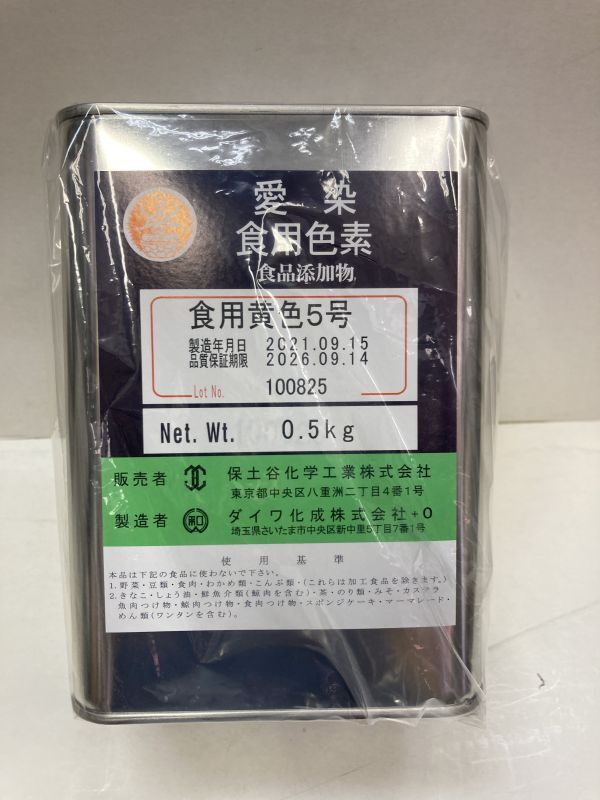 愛染
食用色素
食品添加物
食用黄色5号
製造年月日 2021.09.15
品質保証期限 2026.09.14
Lot No. 100825
Net. Wt. 0.5kg
販売者 保土谷化学工業株式会社
東京都中央区八重洲二丁目4番1号
製造者 ダイワ化成株式会社+O
埼玉県さいたま市中央区新中里5丁目7番1号
使用基準
本品は下記の食品に使わないで下さい。
1.野菜・豆類・食肉・わかめ類・こんぶ類・(これらは加工食品を除きます。)
2.きなこ・しょう油・鮮魚介類(鯨肉を含む)・茶・のり類・みそ・カステラ
魚肉つけ物・鯨肉つけ物・食肉つけ物・スポンジケーキ・マーマレード・
めん類(ワンタンを含む)。